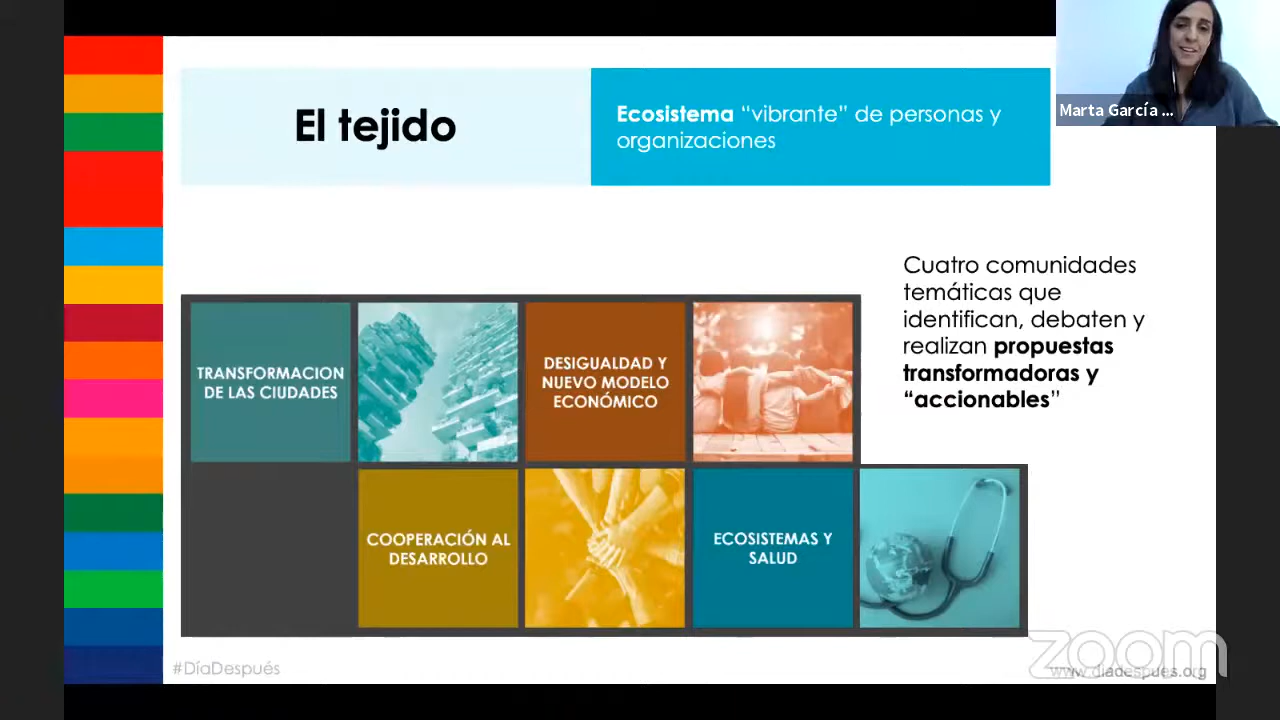 El tejido
Ecosistema “vibrante” de personas y
organizaciones
Marta García ...
Cuatro comunidades
temáticas que
identifican, debaten y
realizan propuestas
transformadoras y
“accionables”
TRANSFORMACION
DE LAS CIUDADES
DESIGUALDAD Y
NUEVO MODELO
ECONÓMICO
COOPERACIÓN AL
DESARROLLO
ECOSISTEMAS Y
SALUD
#DíaDespués
www.diadespues.org
zoom